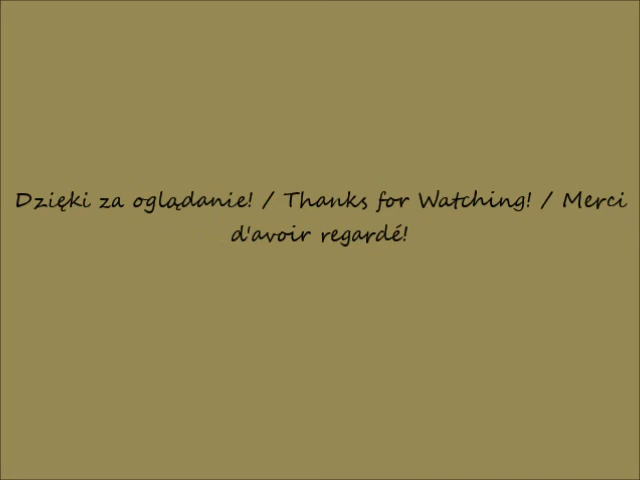 Dzięki za oglądanie! / Thanks for Watching! / Merci
d'avoir regardé!